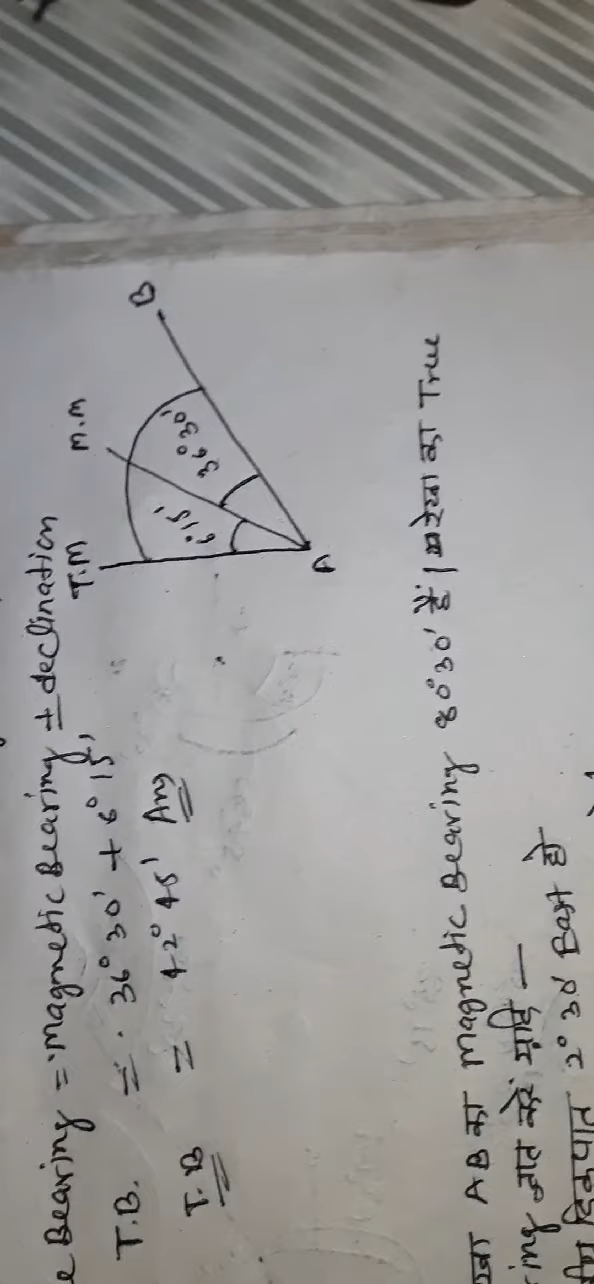 e Bearing = Magnetic Bearing ± declination
T.B. = 36°30' + 6°15'
T.B = 42°45' Ans
T.M
M.M
B
6°15'
36°30'
A
रेखा AB का Magnetic Bearing 80°30' है। रेखा का True
ring ज्ञात करें यदि —
2°30' East हो